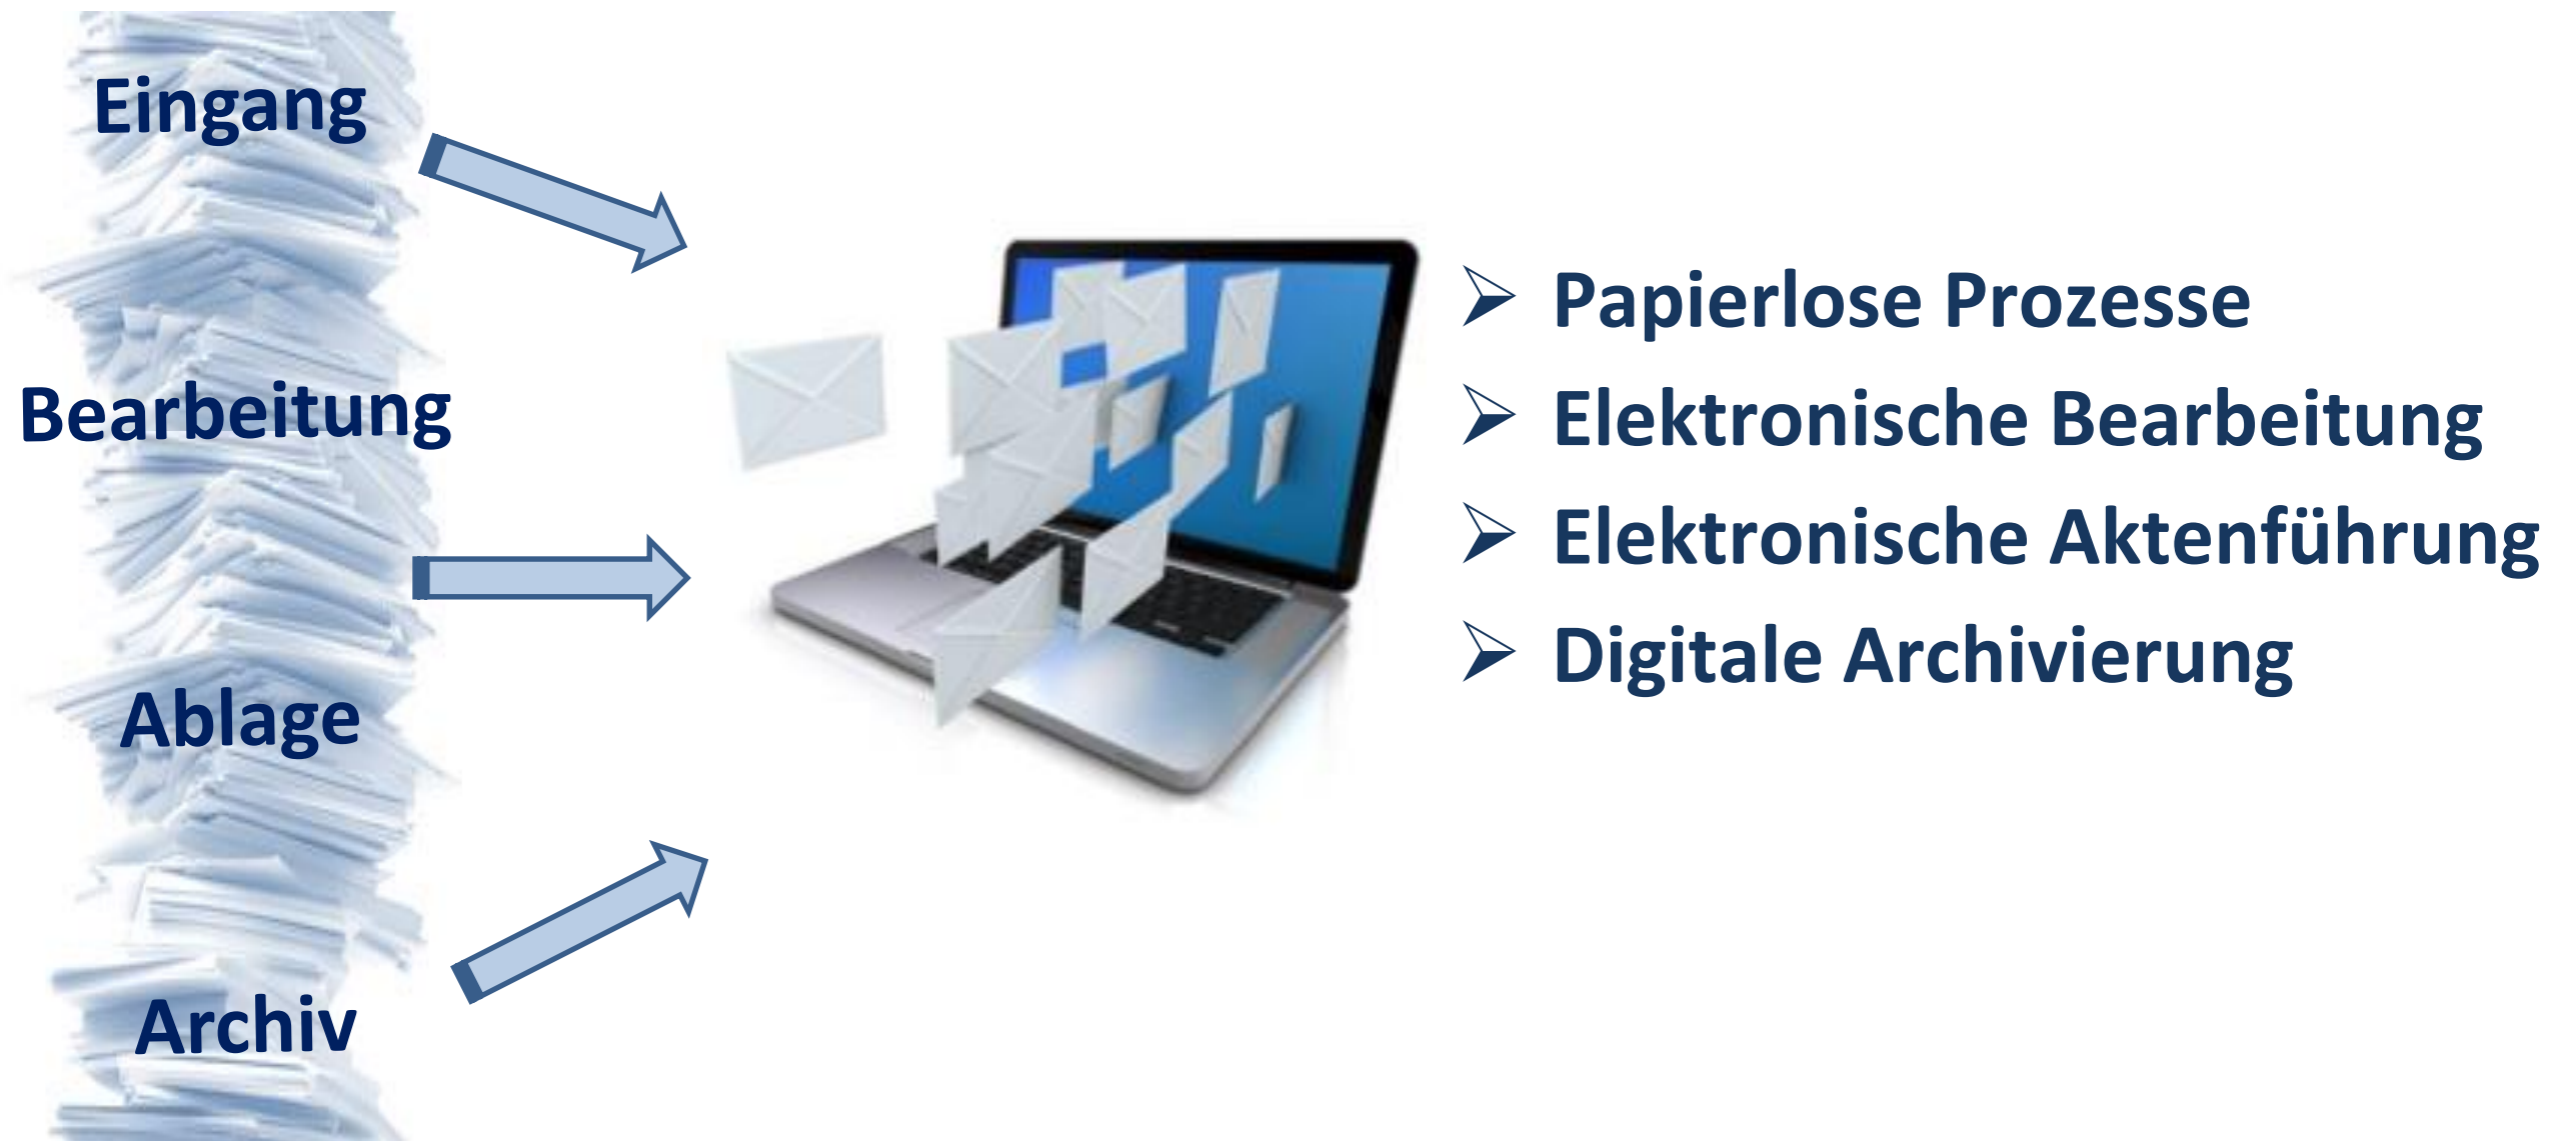 Eingang
Bearbeitung
Ablage
Archiv
Papierlose Prozesse
Elektronische Bearbeitung
Elektronische Aktenführung
Digitale Archivierung